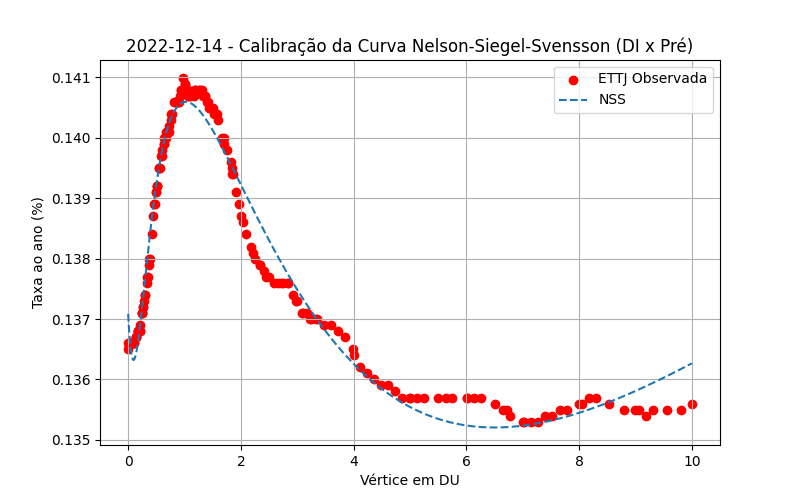 2022-12-14 - Calibração da Curva Nelson-Siegel-Svensson (DI x Pré)
ETTJ Observada
NSS
Taxa ao ano (%)
0.141
0.140
0.139
0.138
0.137
0.136
0.135
0 2 4 6 8 10
Vértice em DU